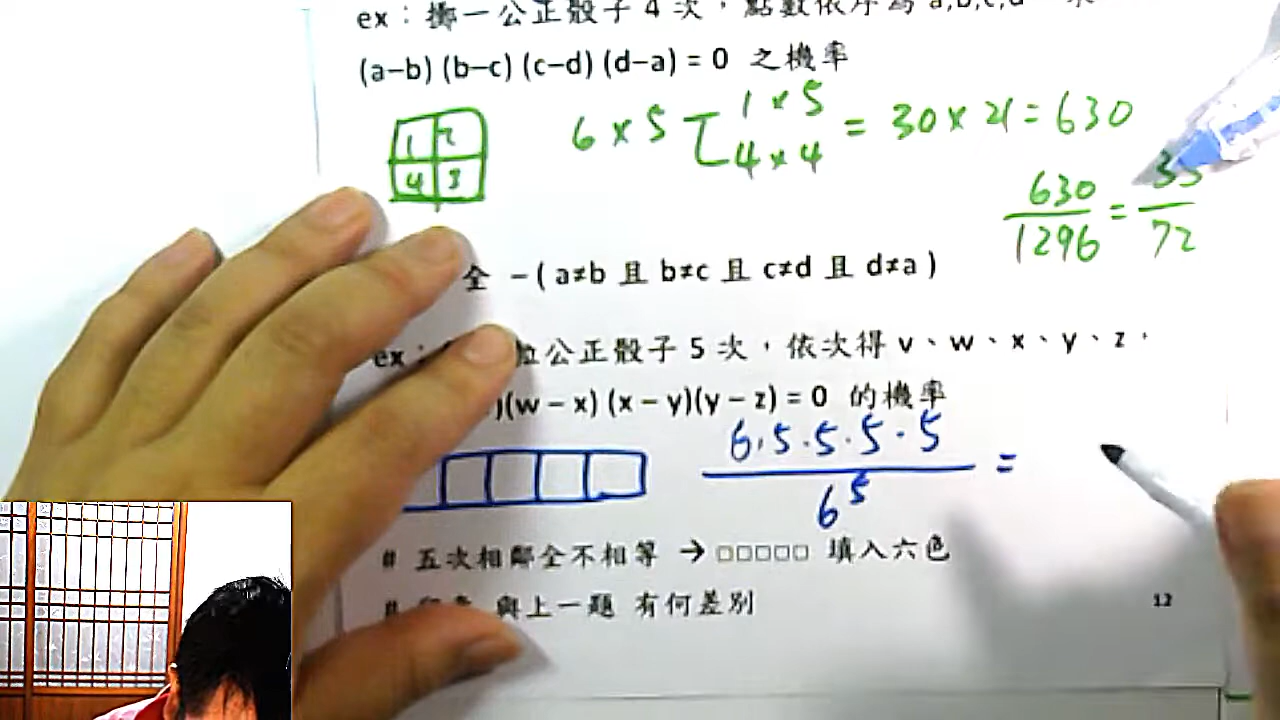 ex：擲一公正骰子 4 次，點數依序為 a,b,c,d
(a−b) (b−c) (c−d) (d−a) = 0 之機率
1 2
4 3
6 × 5 [ 1 × 5
4 × 4 = 30 × 21 = 630
630/1296 = 35/72
全 −( a≠b 且 b≠c 且 c≠d 且 d≠a )
ex： 公正骰子 5 次，依次得 v、w、x、y、z，
)(w − x) (x − y)(y − z) = 0 的機率
6·5·5·5·5 / 6^5 =
# 五次相鄰全不相等 → □□□□□ 填入六色
# 與上一題 有何差別
12